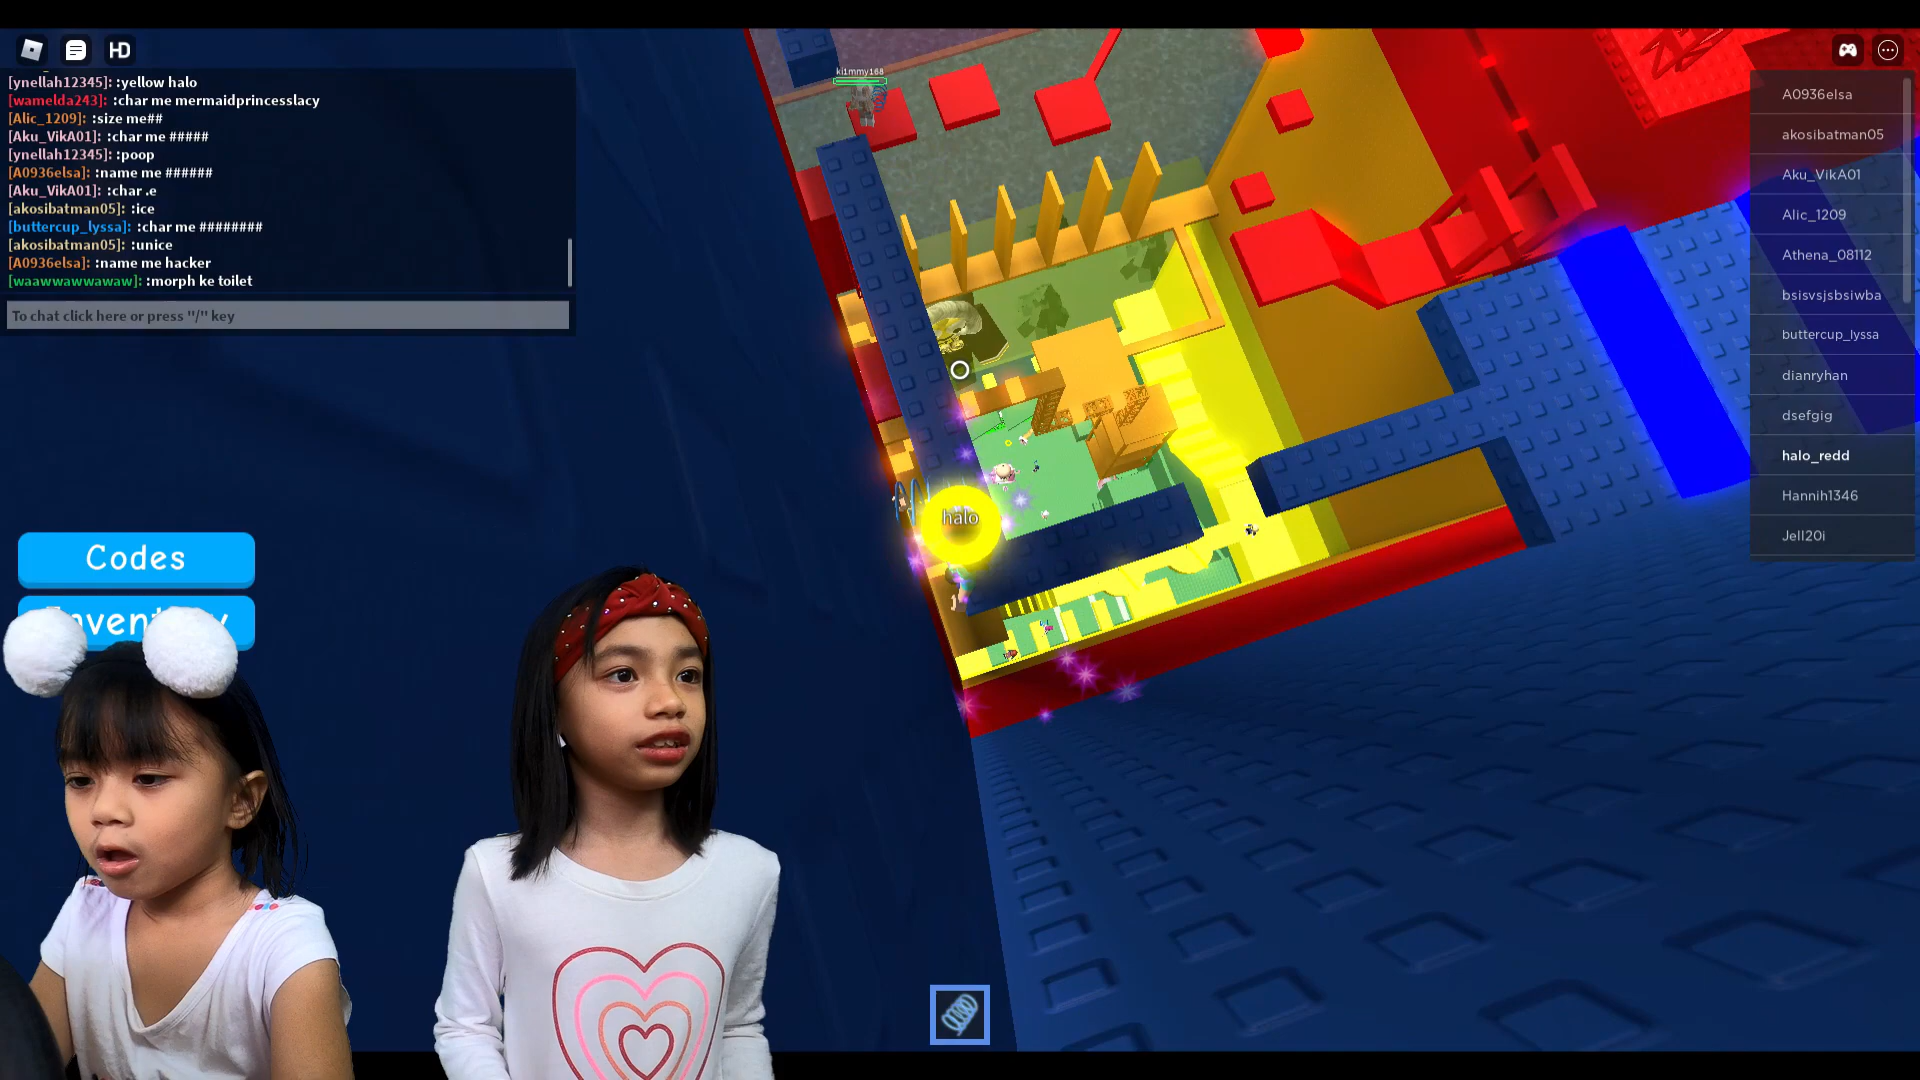 HD
[ynellah12345]: :yellow halo
[wamelda243]: :char me mermaidprincesslacy
[Alic_1209]: :size me##
[Aku_VikA01]: :char me #####
[ynellah12345]: :poop
[A0936elsa]: :name me ######
[Aku_VikA01]: :char .e
[akosibatman05]: :ice
[buttercup_lyssa]: :char me ########
[akosibatman05]: :unice
[A0936elsa]: :name me hacker
[waawwawwawaw]: :morph ke toilet
To chat click here or press "/" key
ki1mmy168
A0936elsa
akosibatman05
Aku_VikA01
Alic_1209
Athena_08112
bsisvsjsbsiwba
buttercup_lyssa
dianryhan
dsefgig
halo_redd
Hannih1346
Jell20i
halo
Codes